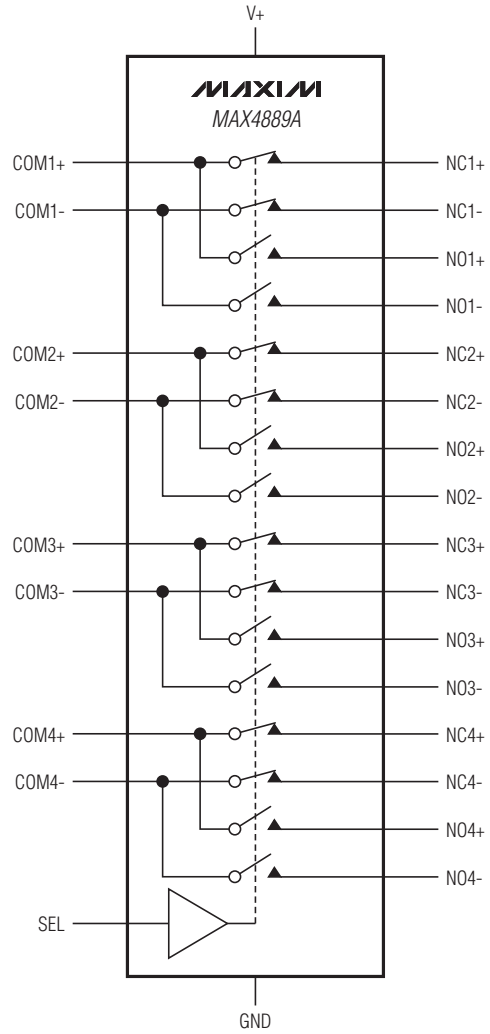 V+
MAXIM
MAX4889A
COM1+
NC1+
COM1-
NC1-
NO1+
NO1-
COM2+
NC2+
COM2-
NC2-
NO2+
NO2-
COM3+
NC3+
COM3-
NC3-
NO3+
NO3-
COM4+
NC4+
COM4-
NC4-
NO4+
NO4-
SEL
GND